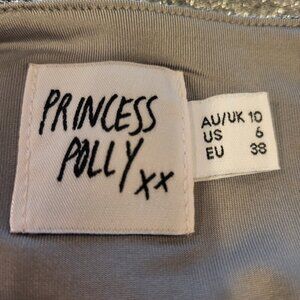 PRINCESS
POLLY xx
AU/UK 10
US 6
EU 38